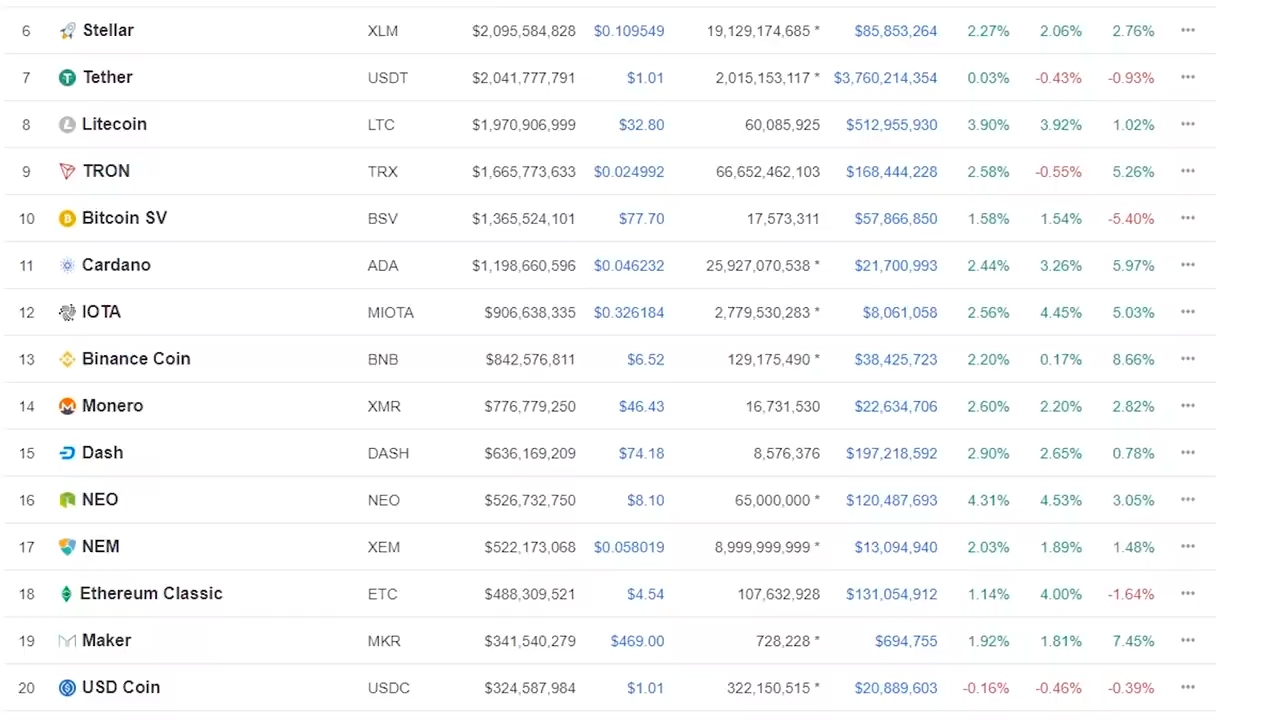 6 Stellar XLM $2,095,584,828 $0.109549 19,129,174,685 * $85,853,264 2.27% 2.06% 2.76% •••
7 Tether USDT $2,041,777,791 $1.01 2,015,153,117 * $3,760,214,354 0.03% -0.43% -0.93% •••
8 Litecoin LTC $1,970,906,999 $32.80 60,085,925 $512,955,930 3.90% 3.92% 1.02% •••
9 TRON TRX $1,665,773,633 $0.024992 66,652,462,103 $168,444,228 2.58% -0.55% 5.26% •••
10 Bitcoin SV BSV $1,365,524,101 $77.70 17,573,311 $57,866,850 1.58% 1.54% -5.40% •••
11 Cardano ADA $1,198,660,596 $0.046232 25,927,070,538 * $21,700,993 2.44% 3.26% 5.97% •••
12 IOTA MIOTA $906,638,335 $0.326184 2,779,530,283 * $8,061,058 2.56% 4.45% 5.03% •••
13 Binance Coin BNB $842,576,811 $6.52 129,175,490 * $38,425,723 2.20% 0.17% 8.66% •••
14 Monero XMR $776,779,250 $46.43 16,731,530 $22,634,706 2.60% 2.20% 2.82% •••
15 Dash DASH $636,169,209 $74.18 8,576,376 $197,218,592 2.90% 2.65% 0.78% •••
16 NEO NEO $526,732,750 $8.10 65,000,000 * $120,487,693 4.31% 4.53% 3.05% •••
17 NEM XEM $522,173,068 $0.058019 8,999,999,999 * $13,094,940 2.03% 1.89% 1.48% •••
18 Ethereum Classic ETC $488,309,521 $4.54 107,632,928 $131,054,912 1.14% 4.00% -1.64% •••
19 Maker MKR $341,540,279 $469.00 728,228 * $694,755 1.92% 1.81% 7.45% •••
20 USD Coin USDC $324,587,984 $1.01 322,150,515 * $20,889,603 -0.16% -0.46% -0.39% •••